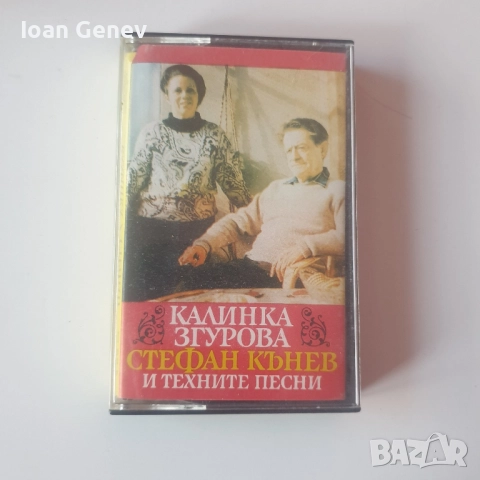 Ioan Genev
КАЛИНКА
ЗГУРОВА
СТЕФАН КЪНЕВ
И ТЕХНИТЕ ПЕСНИ
BAZAR